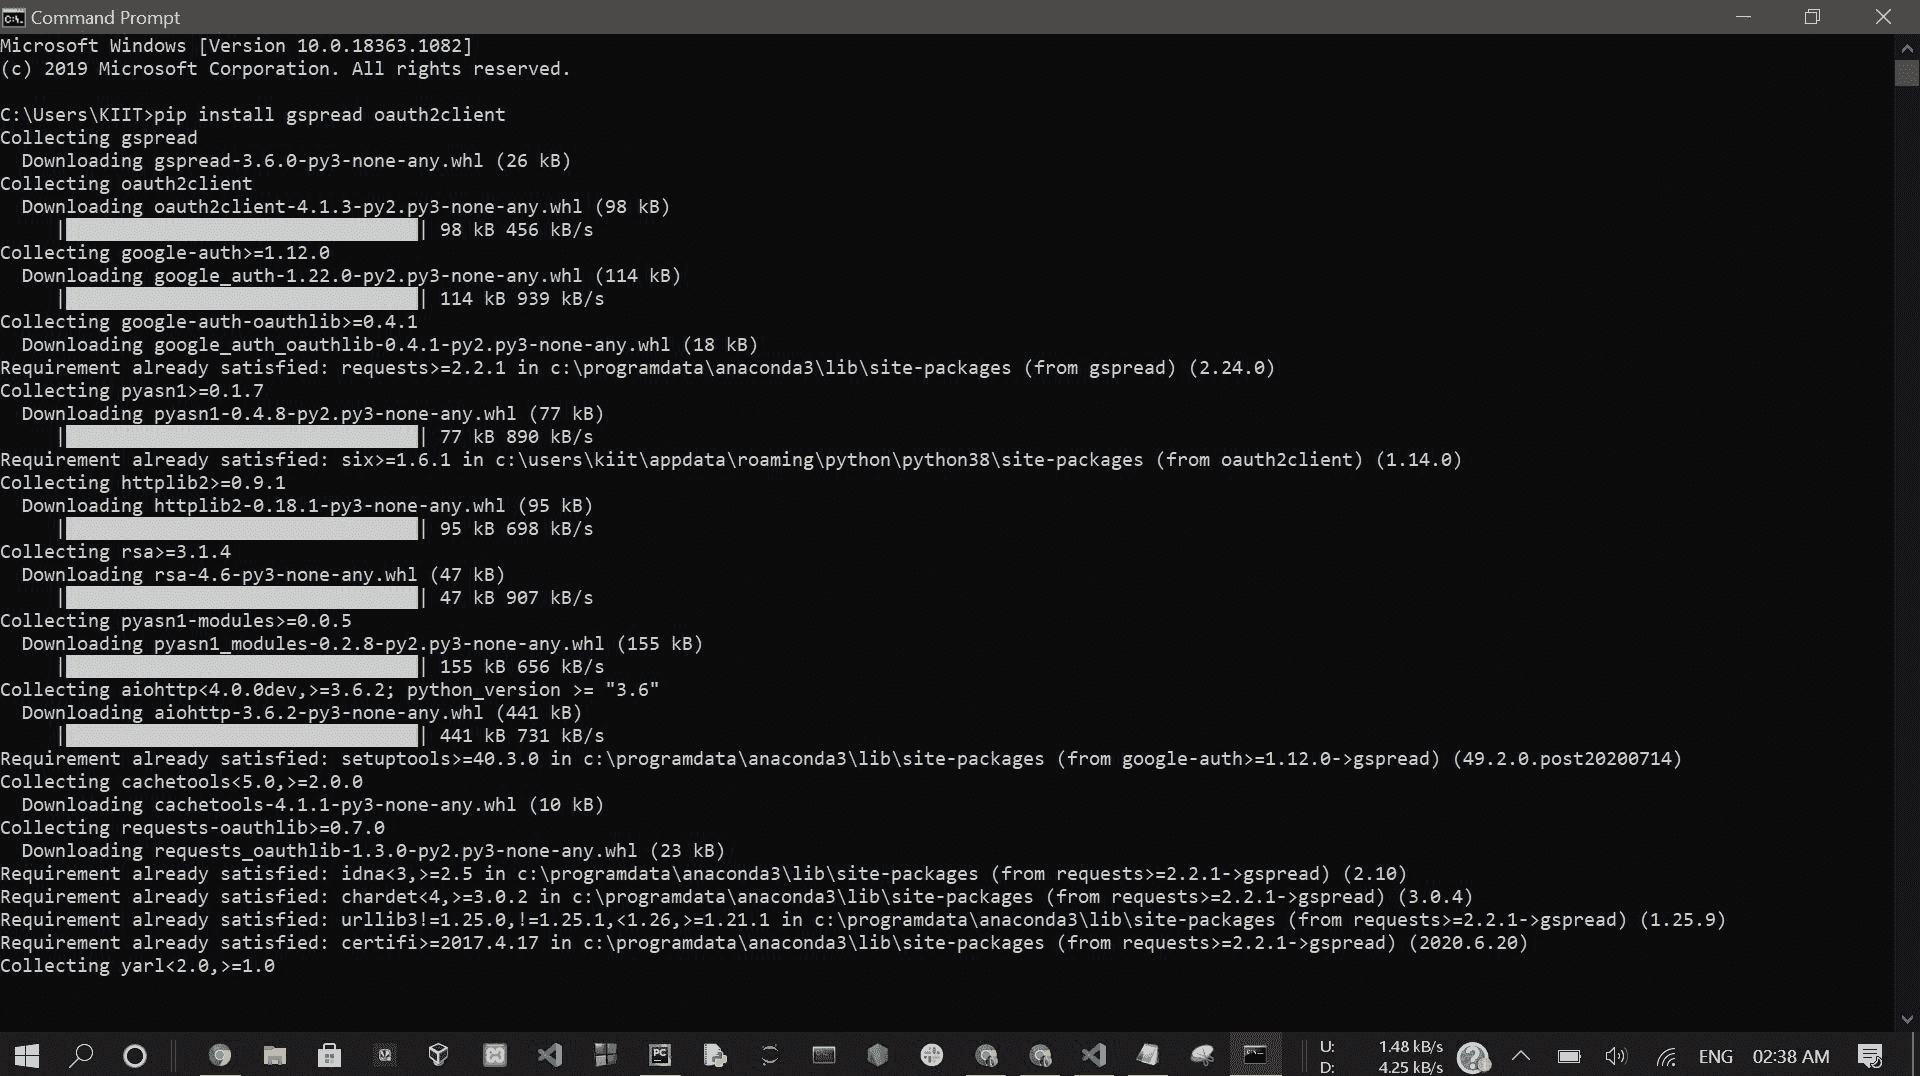 Command Prompt
Microsoft Windows [Version 10.0.18363.1082]
(c) 2019 Microsoft Corporation. All rights reserved.
C:\Users\KIIT>pip install gspread oauth2client
Collecting gspread
  Downloading gspread-3.6.0-py3-none-any.whl (26 kB)
Collecting oauth2client
  Downloading oauth2client-4.1.3-py2.py3-none-any.whl (98 kB)
| | 98 kB 456 kB/s
Collecting google-auth>=1.12.0
  Downloading google_auth-1.22.0-py2.py3-none-any.whl (114 kB)
| | 114 kB 939 kB/s
Collecting google-auth-oauthlib>=0.4.1
  Downloading google_auth_oauthlib-0.4.1-py2.py3-none-any.whl (18 kB)
Requirement already satisfied: requests>=2.2.1 in c:\programdata\anaconda3\lib\site-packages (from gspread) (2.24.0)
Collecting pyasn1>=0.1.7
  Downloading pyasn1-0.4.8-py2.py3-none-any.whl (77 kB)
| | 77 kB 890 kB/s
Requirement already satisfied: six>=1.6.1 in c:\users\kiit\appdata\roaming\python\python38\site-packages (from oauth2client) (1.14.0)
Collecting httplib2>=0.9.1
  Downloading httplib2-0.18.1-py3-none-any.whl (95 kB)
| | 95 kB 698 kB/s
Collecting rsa>=3.1.4
  Downloading rsa-4.6-py3-none-any.whl (47 kB)
| | 47 kB 907 kB/s
Collecting pyasn1-modules>=0.0.5
  Downloading pyasn1_modules-0.2.8-py2.py3-none-any.whl (155 kB)
| | 155 kB 656 kB/s
Collecting aiohttp<4.0.0dev,>=3.6.2; python_version >= "3.6"
  Downloading aiohttp-3.6.2-py3-none-any.whl (441 kB)
| | 441 kB 731 kB/s
Requirement already satisfied: setuptools>=40.3.0 in c:\programdata\anaconda3\lib\site-packages (from google-auth>=1.12.0->gspread) (49.2.0.post20200714)
Collecting cachetools<5.0,>=2.0.0
  Downloading cachetools-4.1.1-py3-none-any.whl (10 kB)
Collecting requests-oauthlib>=0.7.0
  Downloading requests_oauthlib-1.3.0-py2.py3-none-any.whl (23 kB)
Requirement already satisfied: idna<3,>=2.5 in c:\programdata\anaconda3\lib\site-packages (from requests>=2.2.1->gspread) (2.10)
Requirement already satisfied: chardet<4,>=3.0.2 in c:\programdata\anaconda3\lib\site-packages (from requests>=2.2.1->gspread) (3.0.4)
Requirement already satisfied: urllib3!=1.25.0,!=1.25.1,<1.26,>=1.21.1 in c:\programdata\anaconda3\lib\site-packages (from requests>=2.2.1->gspread) (1.25.9)
Requirement already satisfied: certifi>=2017.4.17 in c:\programdata\anaconda3\lib\site-packages (from requests>=2.2.1->gspread) (2020.6.20)
Collecting yarl<2.0,>=1.0
PC
U: 1.48 kB/s
D: 4.25 kB/s
ENG
02:38 AM